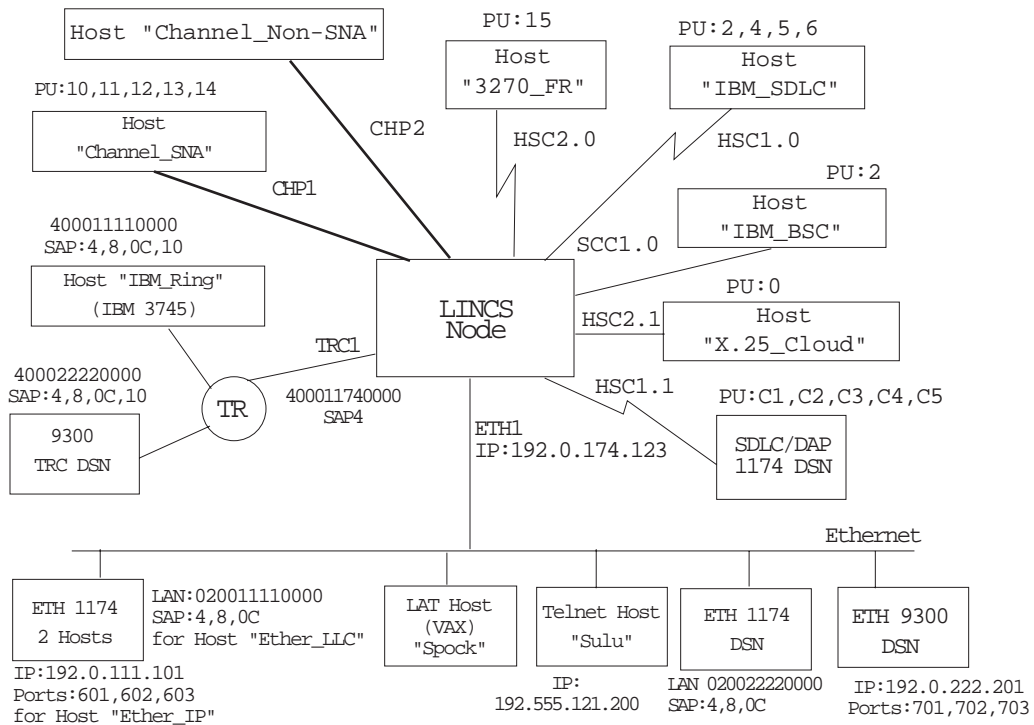 Host "Channel_Non-SNA"
PU:15
PU:2,4,5,6
Host
"3270_FR"
Host
"IBM_SDLC"
PU:10,11,12,13,14
Host
"Channel_SNA"
CHP2
HSC2.0
HSC1.0
CHP1
PU:2
Host
"IBM_BSC"
400011110000
SAP:4,8,0C,10
Host "IBM_Ring"
(IBM 3745)
SCC1.0
LINCS
Node
PU:0
HSC2.1
Host
"X.25_Cloud"
TRC1
400022220000
SAP:4,8,0C,10
TR
400011740000
SAP4
HSC1.1
PU:C1,C2,C3,C4,C5
9300
TRC DSN
ETH1
IP:192.0.174.123
SDLC/DAP
1174 DSN
Ethernet
ETH 1174
2 Hosts
LAN:020011110000
SAP:4,8,0C
for Host "Ether_LLC"
LAT Host
(VAX)
"Spock"
Telnet Host
"Sulu"
ETH 1174
DSN
ETH 9300
DSN
IP:192.0.111.101
Ports:601,602,603
for Host "Ether_IP"
IP:
192.555.121.200
LAN 020022220000
SAP:4,8,0C
IP:192.0.222.201
Ports:701,702,703